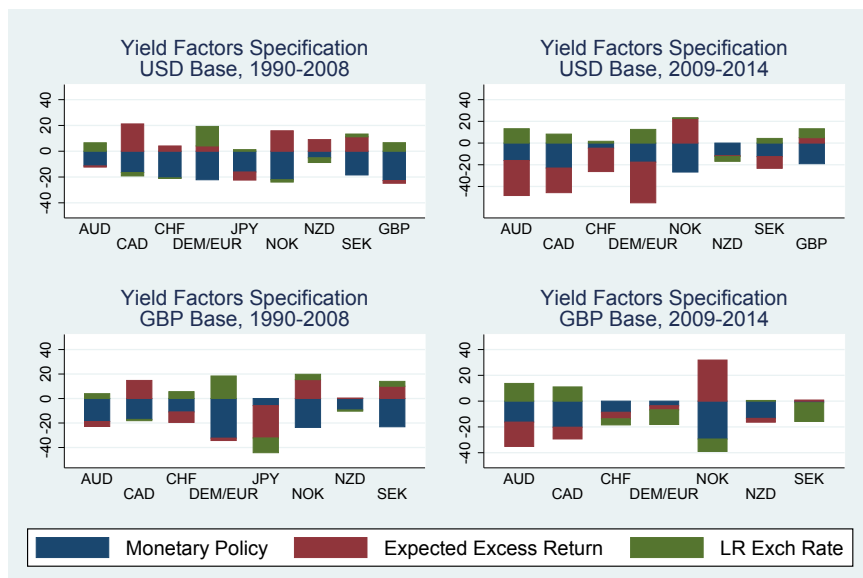 Yield Factors Specification
USD Base, 1990-2008
40
20
0
-20
-40
AUD CHF JPY NZD GBP
CAD DEM/EUR NOK SEK
Yield Factors Specification
USD Base, 2009-2014
40
20
0
-20
-40
AUD CHF NOK SEK
CAD DEM/EUR NZD GBP
Yield Factors Specification
GBP Base, 1990-2008
40
20
0
-20
-40
AUD CHF JPY NZD
CAD DEM/EUR NOK SEK
Yield Factors Specification
GBP Base, 2009-2014
40
20
0
-20
-40
AUD CHF NOK SEK
CAD DEM/EUR NZD
Monetary Policy Expected Excess Return LR Exch Rate